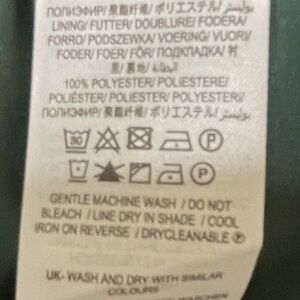 ПОЛИЭФИР/ 聚酯纤维/ ポリエステル/ بوليستر
LINING/ FUTTER/ DOUBLURE/ FODERA/
FORRO/ PODSZEWKA/ VOERING/ VUORI/
FODER/ FOER/ FÔR/ ПОДКЛАДКА/ 衬
里/ 裏地/ البطانة
100% POLYESTER/ POLIESTERE/
POLIÉSTER/ POLIESTER/ POLYESTER/
ПОЛИЭФИР/ 聚酯纤维/ ポリエステル/ بوليستر
30 P
P
GENTLE MACHINE WASH / DO NOT
BLEACH / LINE DRY IN SHADE / COOL
IRON ON REVERSE / DRYCLEANABLE P
UK- WASH AND DRY WITH SIMILAR
COLOURS